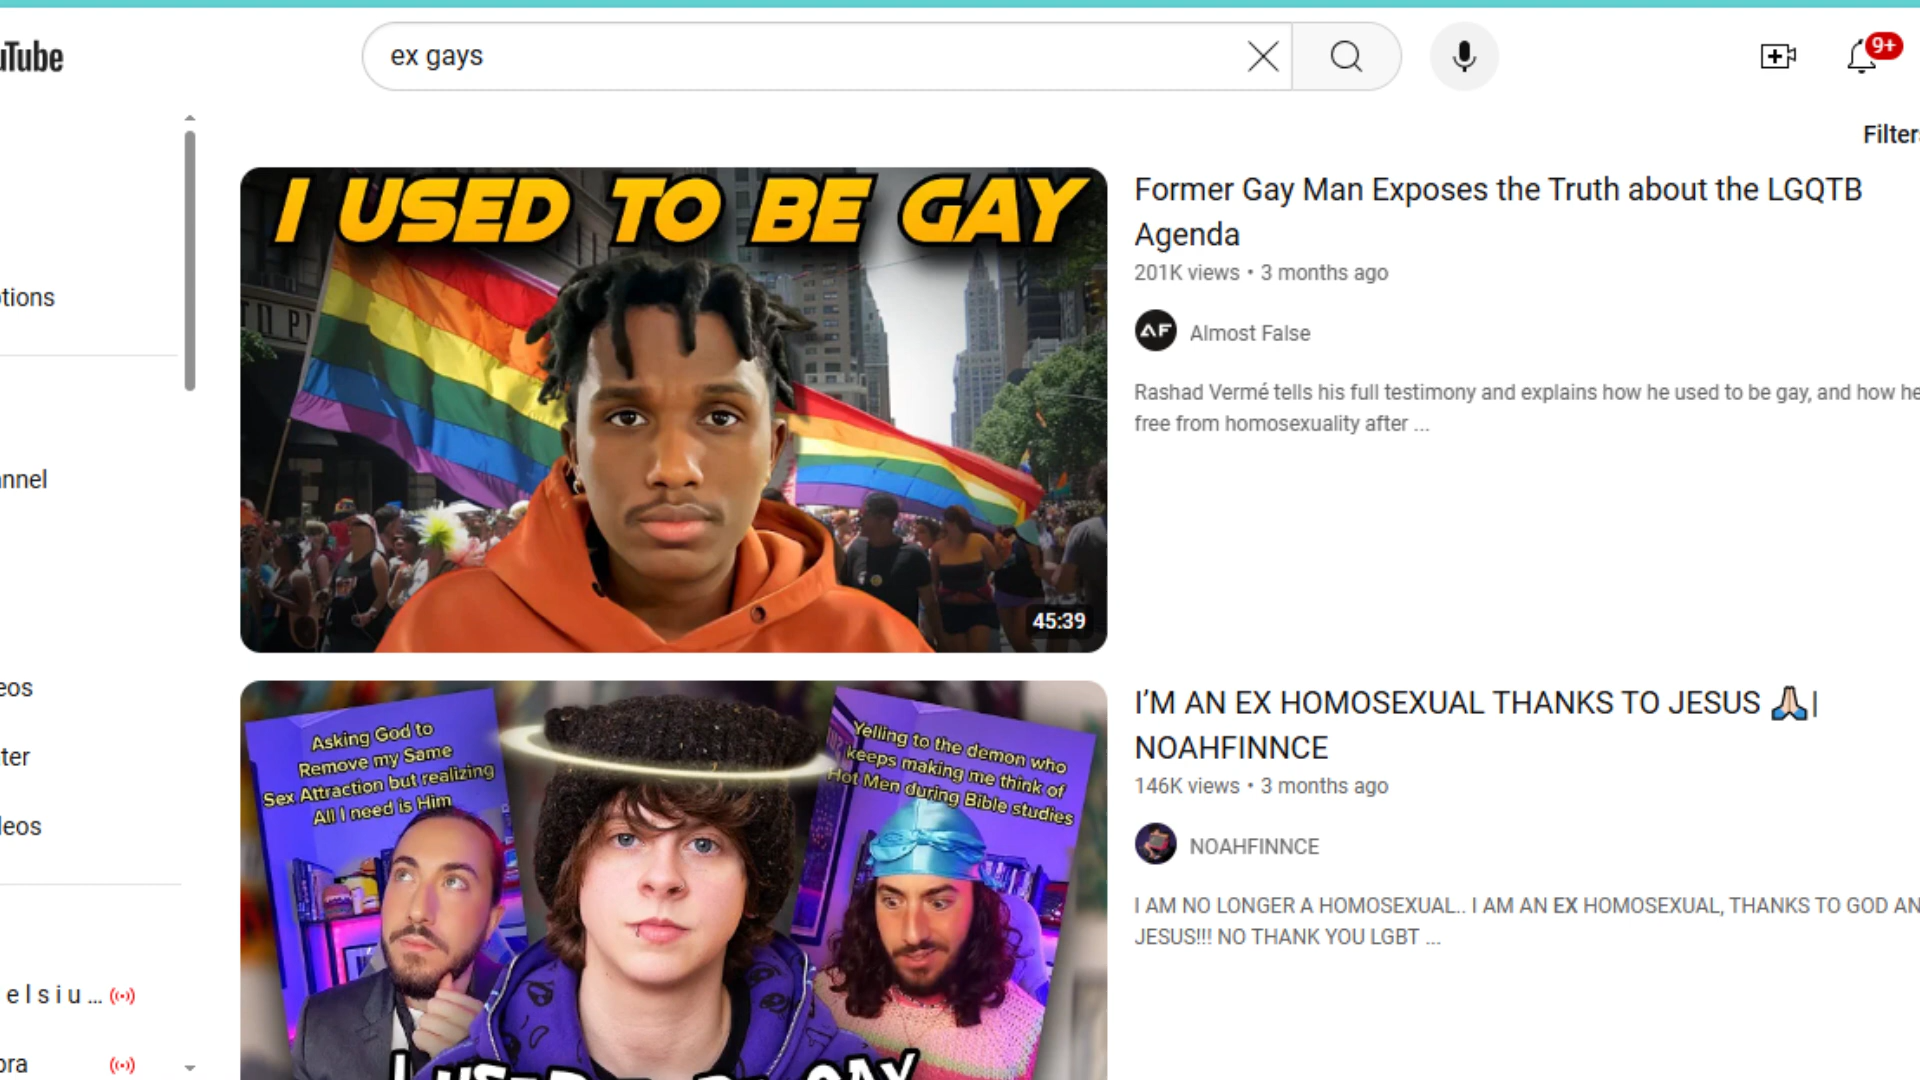 uTube
ex gays
9+
Filter
ptions
annel
eos
ter
leos
elsiu...
ora
I USED TO BE GAY
45:39
Former Gay Man Exposes the Truth about the LGQTB
Agenda
201K views • 3 months ago
AF
Almost False
Rashad Vermé tells his full testimony and explains how he used to be gay, and how he
free from homosexuality after ...
Asking God to
Remove my Same
Sex Attraction but realizing
All I need is Him
Yelling to the demon who
keeps making me think of
Hot Men during Bible studies
I'M AN EX HOMOSEXUAL THANKS TO JESUS 🙏🏻|
NOAHFINNCE
146K views • 3 months ago
NOAHFINNCE
I AM NO LONGER A HOMOSEXUAL.. I AM AN EX HOMOSEXUAL, THANKS TO GOD AN
JESUS!!! NO THANK YOU LGBT ...